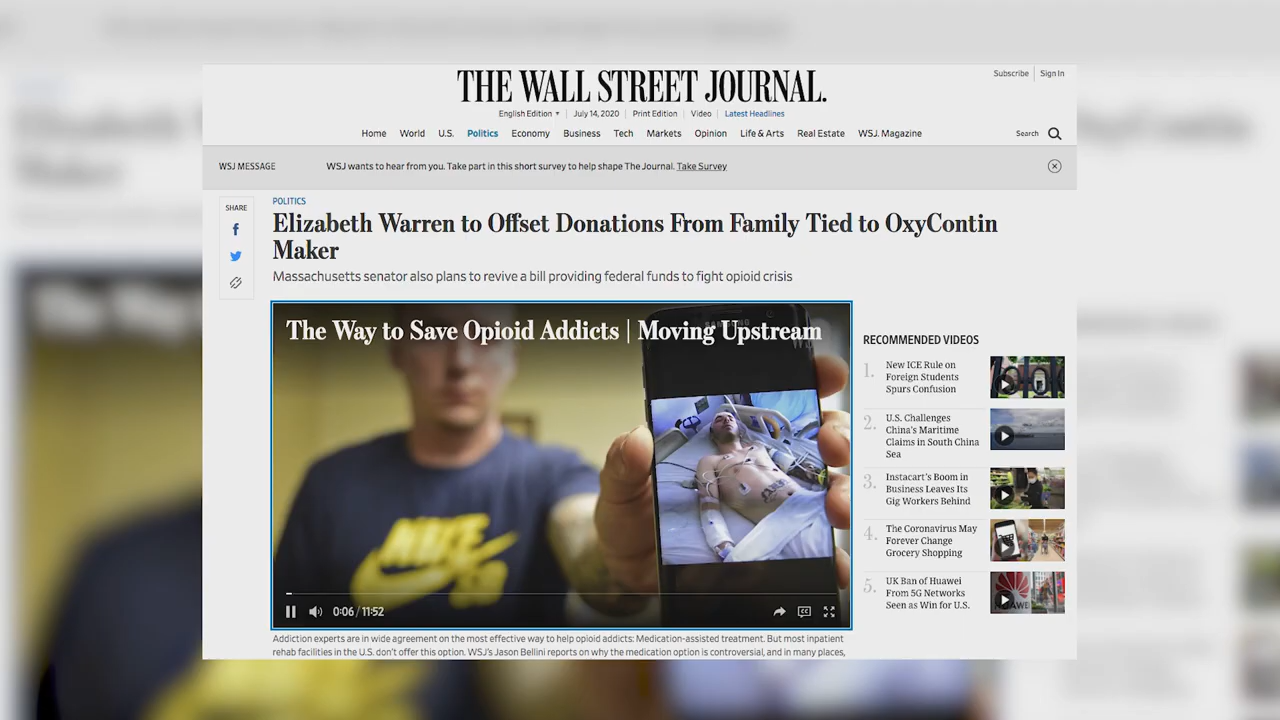 THE WALL STREET JOURNAL.
Subscribe Sign In
English Edition July 14, 2020 Print Edition Video Latest Headlines
Home World U.S. Politics Economy Business Tech Markets Opinion Life & Arts Real Estate WSJ. Magazine
Search
WSJ MESSAGE
WSJ wants to hear from you. Take part in this short survey to help shape The Journal. Take Survey
SHARE
POLITICS
Elizabeth Warren to Offset Donations From Family Tied to OxyContin
Maker
Massachusetts senator also plans to revive a bill providing federal funds to fight opioid crisis
The Way to Save Opioid Addicts | Moving Upstream
SAMSUNG
NIKE
SB
0:06 / 11:52
CC
Addiction experts are in wide agreement on the most effective way to help opioid addicts: Medication-assisted treatment. But most inpatient
rehab facilities in the U.S. don't offer this option. WSJ's Jason Bellini reports on why the medication option is controversial, and in many places,
RECOMMENDED VIDEOS
1.
New ICE Rule on
Foreign Students
Spurs Confusion
2.
U.S. Challenges
China's Maritime
Claims in South China
Sea
3.
Instacart's Boom in
Business Leaves Its
Gig Workers Behind
4.
The Coronavirus May
Forever Change
Grocery Shopping
5.
UK Ban of Huawei
From 5G Networks
Seen as Win for U.S.